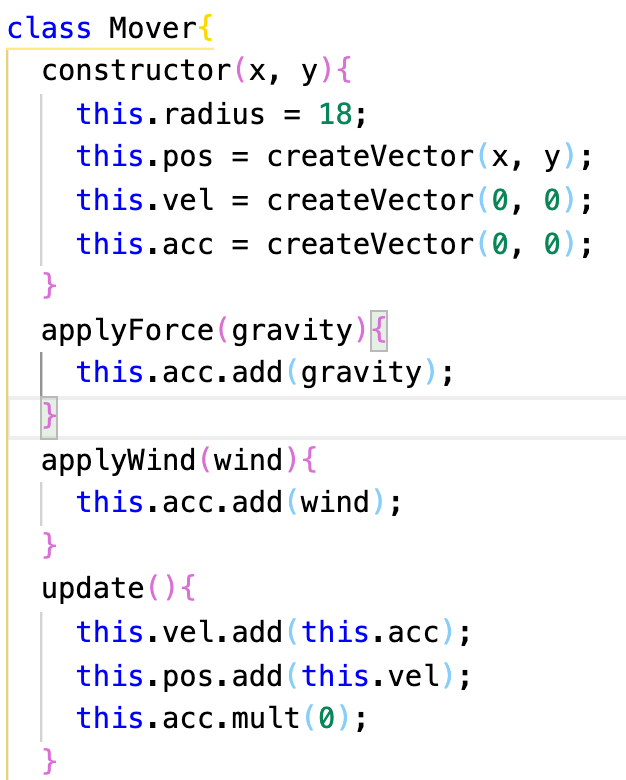 class Mover{
  constructor(x, y){
    this.radius = 18;
    this.pos = createVector(x, y);
    this.vel = createVector(0, 0);
    this.acc = createVector(0, 0);
  }
  applyForce(gravity){
    this.acc.add(gravity);
  }
  applyWind(wind){
    this.acc.add(wind);
  }
  update(){
    this.vel.add(this.acc);
    this.pos.add(this.vel);
    this.acc.mult(0);
  }